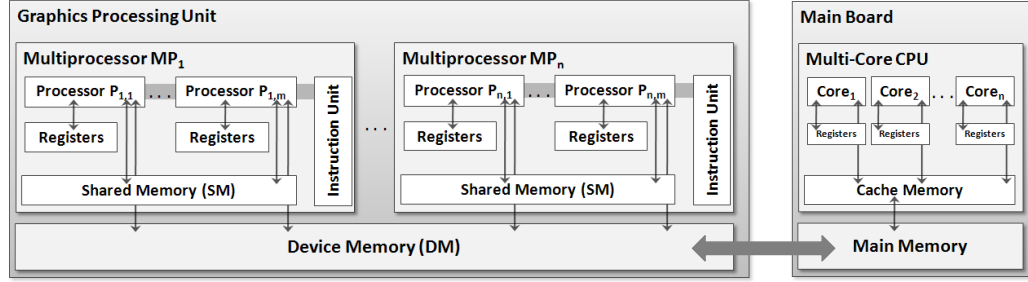 Graphics Processing Unit
Multiprocessor MP1
Processor P1,1
...
Processor P1,m
Registers
Registers
Shared Memory (SM)
Instruction Unit
...
Multiprocessor MPn
Processor Pn,1
...
Processor Pn,m
Registers
Registers
Shared Memory (SM)
Instruction Unit
Device Memory (DM)
Main Board
Multi-Core CPU
Core1
Core2
...
Coren
Registers
Registers
Registers
Cache Memory
Main Memory